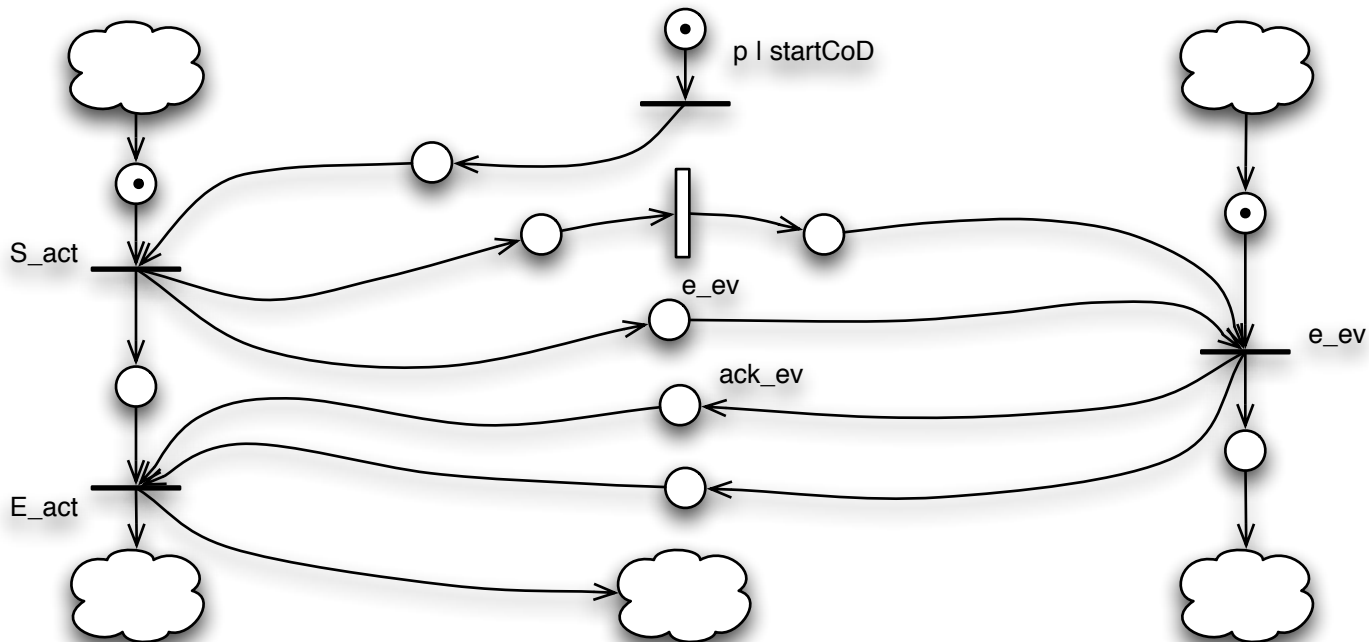 p | startCoD
S_act
e_ev
e_ev
ack_ev
E_act